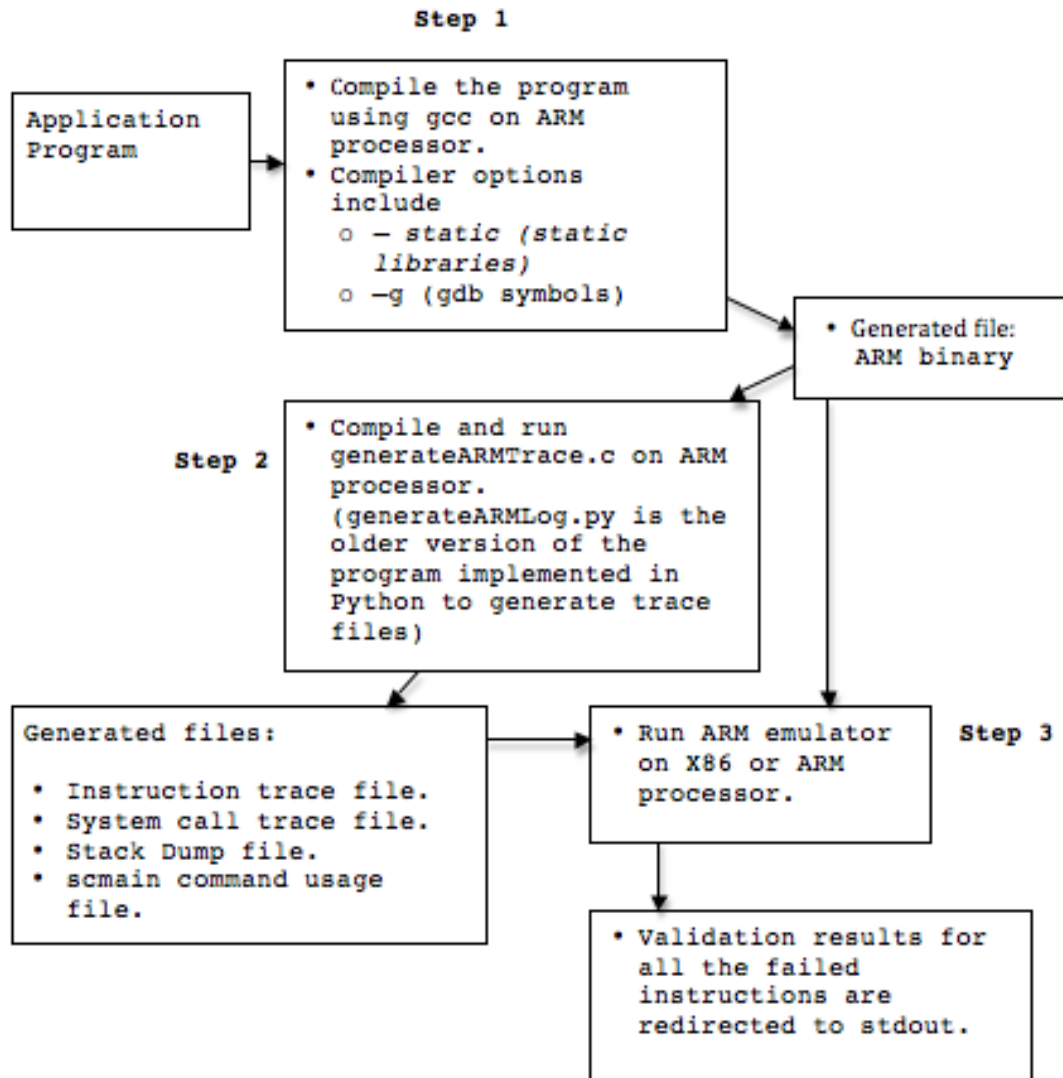 Step 1
Application
Program
• Compile the program
using gcc on ARM
processor.
• Compiler options
include
o — static (static
libraries)
o —g (gdb symbols)
• Generated file:
ARM binary
Step 2
• Compile and run
generateARMTrace.c on ARM
processor.
(generateARMLog.py is the
older version of the
program implemented in
Python to generate trace
files)
Generated files:
• Instruction trace file.
• System call trace file.
• Stack Dump file.
• scmain command usage
file.
• Run ARM emulator
on X86 or ARM
processor.
Step 3
• Validation results for
all the failed
instructions are
redirected to stdout.